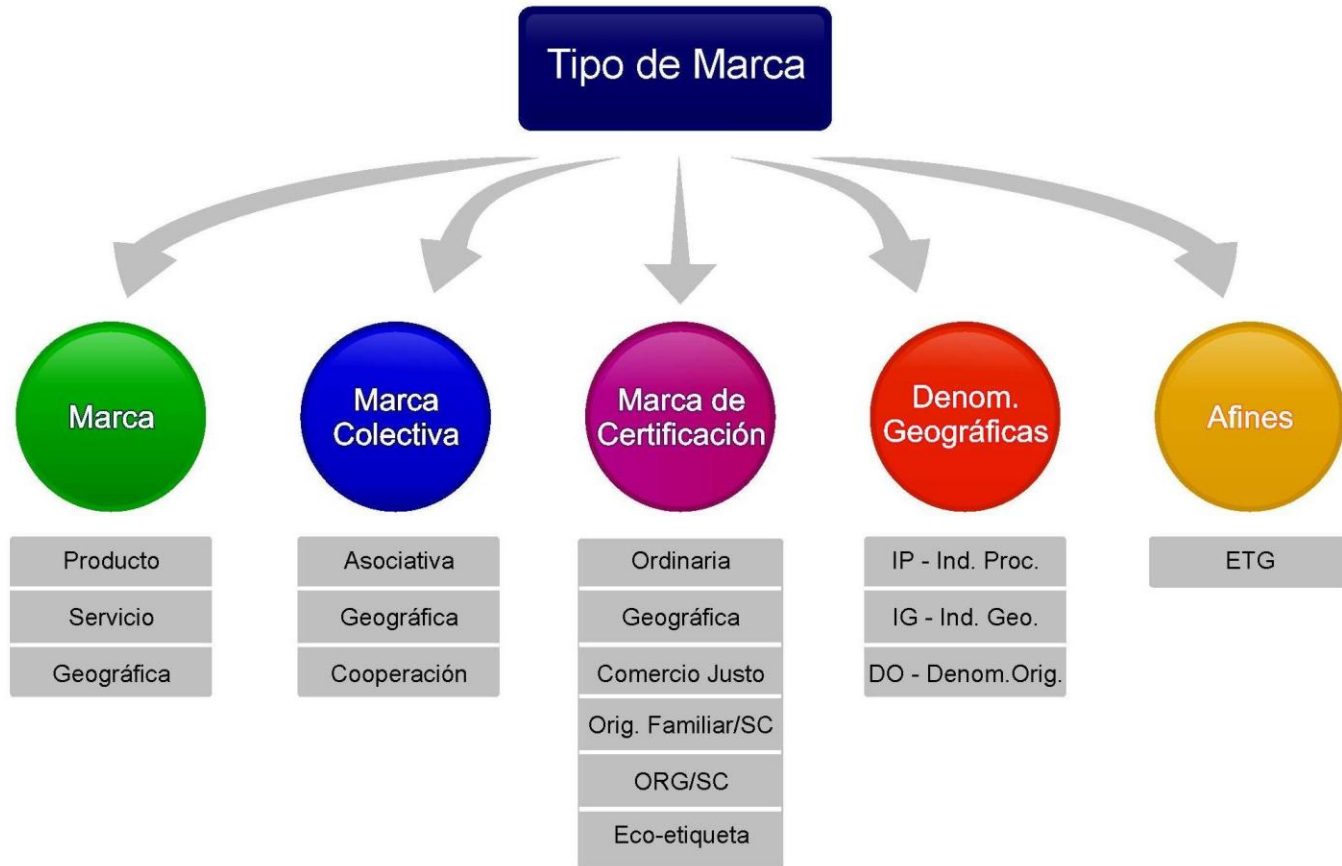 Tipo de Marca
Marca
Marca
Colectiva
Marca de
Certificación
Denom.
Geográficas
Afines
Producto
Servicio
Geográfica
Asociativa
Geográfica
Cooperación
Ordinaria
Geográfica
Comercio Justo
Orig. Familiar/SC
ORG/SC
Eco-etiqueta
IP - Ind. Proc.
IG - Ind. Geo.
DO - Denom.Orig.
ETG